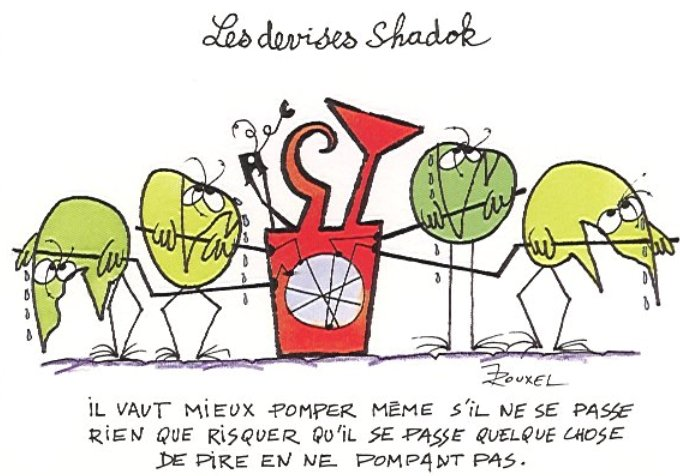 Les devises Shadok
ROUXEL
IL VAUT MIEUX POMPER MÊME S'IL NE SE PASSE
RIEN QUE RISQUER QU'IL SE PASSE QUELQUE CHOSE
DE PIRE EN NE POMPANT PAS.